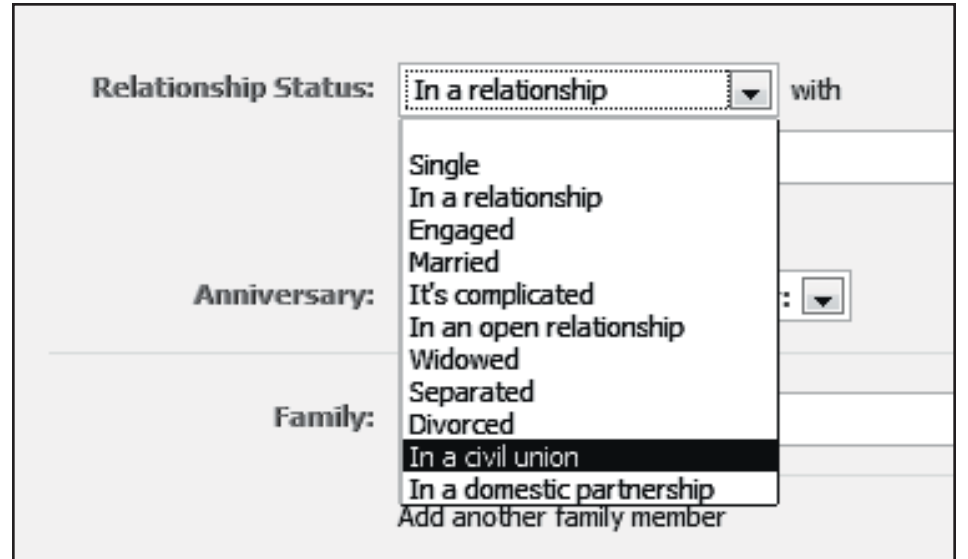 Relationship Status: In a relationship with
Single
In a relationship
Engaged
Married
Anniversary: It's complicated :
In an open relationship
Widowed
Separated
Family: Divorced
In a civil union
In a domestic partnership
Add another family member